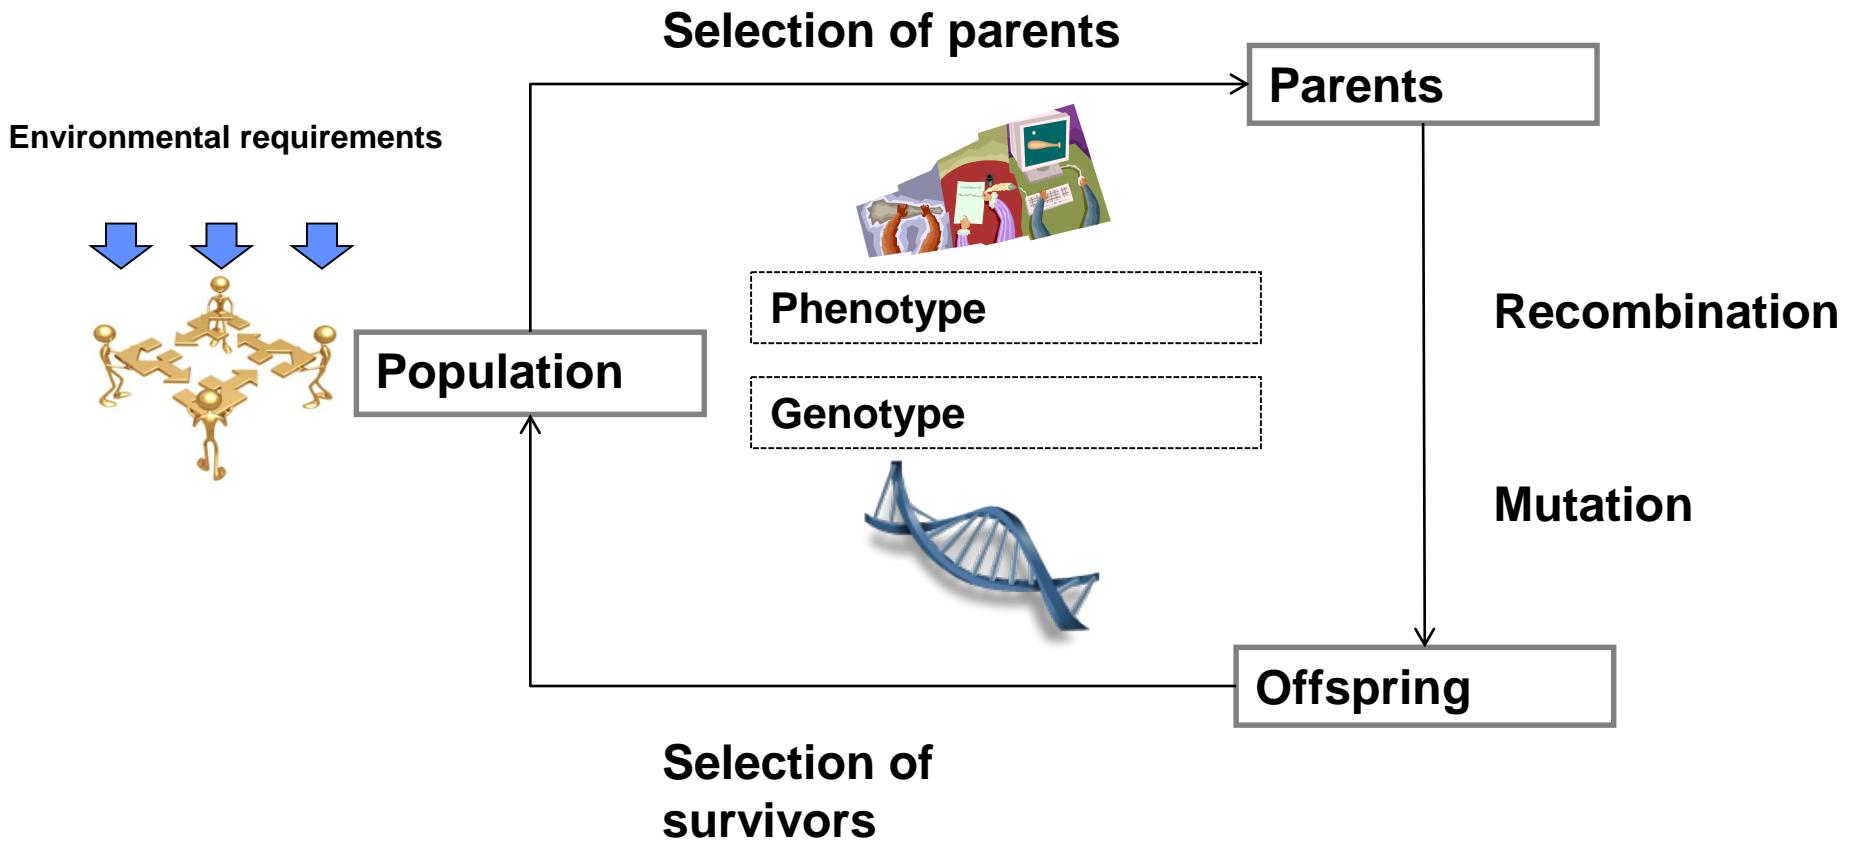 Selection of parents
Parents
Environmental requirements
Phenotype
Recombination
Population
Genotype
Mutation
Offspring
Selection of
survivors